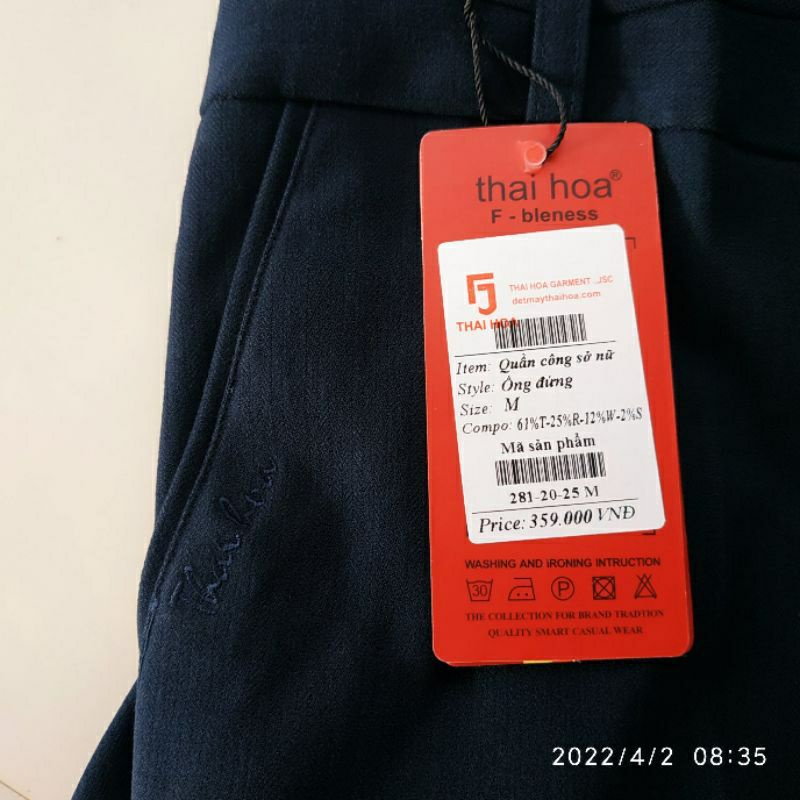 thai hoa®
F - bleness
THAI HOA GARMENT .,JSC
detmaythaihoa.com
THAI HOA
Item: Quần công sở nữ
Style: Ống đứng
Size: M
Compo: 61%T-25%R-12%W-2%S
Mã sản phẩm
281-20-25 M
Price: 359.000 VNĐ
WASHING AND IRONING INTRUCTION
30 P
THE COLLECTION FOR BRAND TRADTION
QUALITY SMART CASUAL WEAR
Thai hoa
2022/4/2 08:35